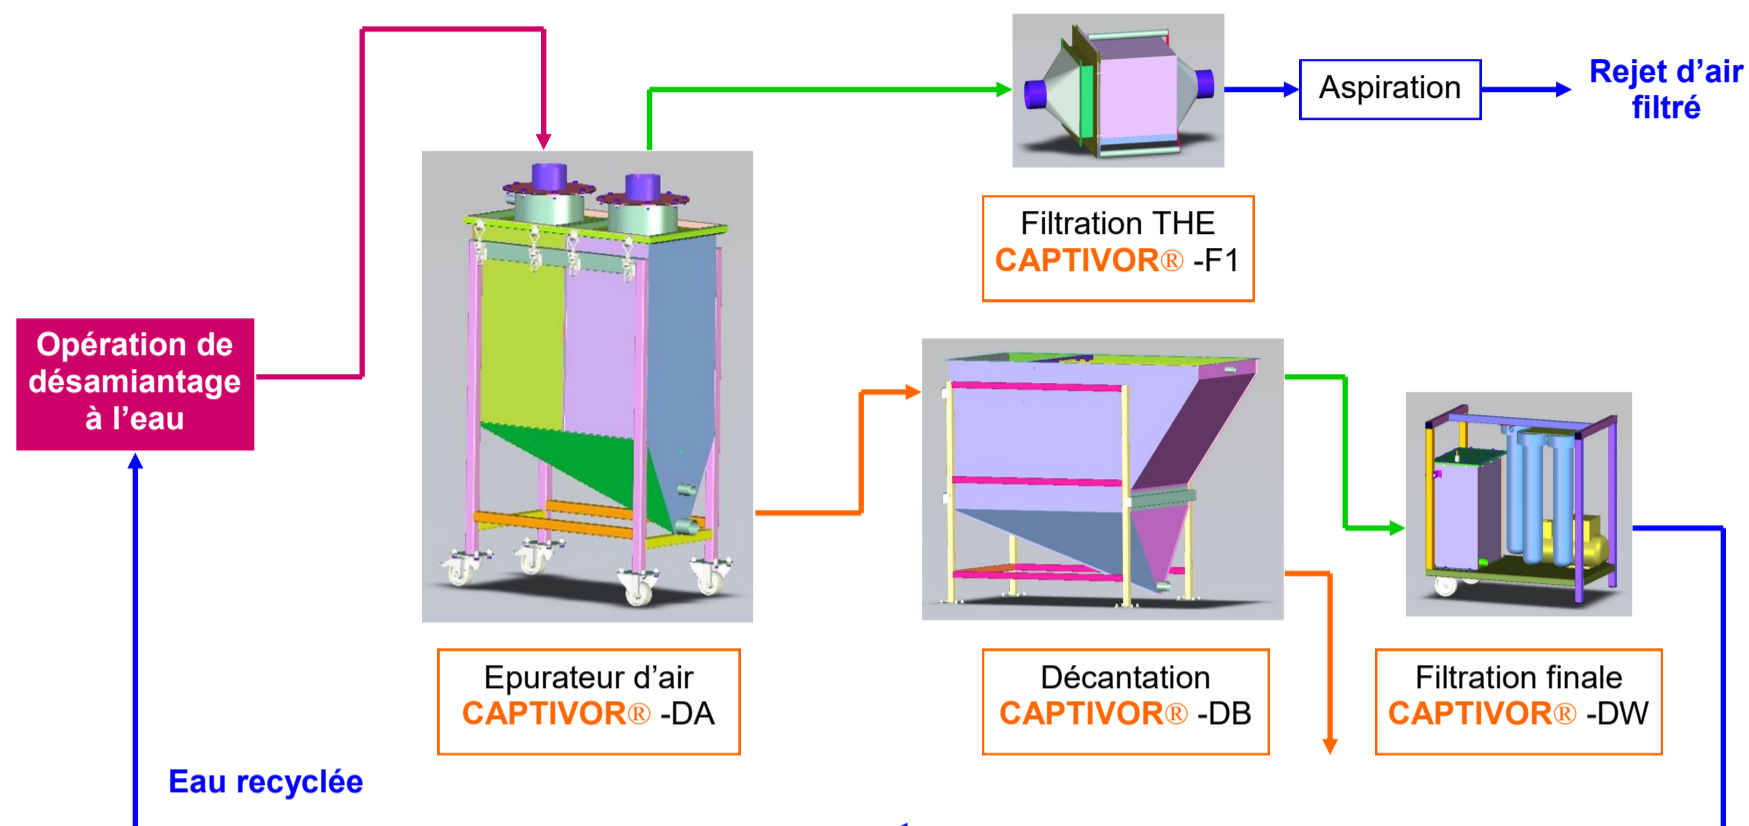 Rejet d’air
filtré
Aspiration
Filtration THE
CAPTIVOR® -F1
Opération de
désamiantage
à l’eau
Epurateur d’air
CAPTIVOR® -DA
Décantation
CAPTIVOR® -DB
Filtration finale
CAPTIVOR® -DW
Eau recyclée